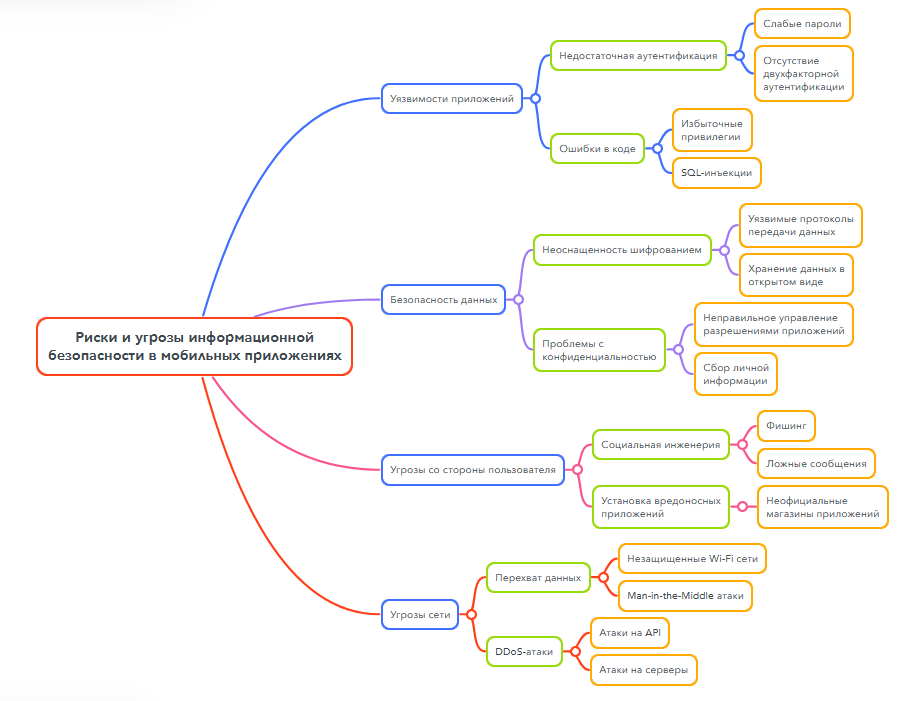 Риски и угрозы информационной
безопасности в мобильных приложениях
Уязвимости приложений
Недостаточная аутентификация
Слабые пароли
Отсутствие
двухфакторной
аутентификации
Ошибки в коде
Избыточные
привилегии
SQL-инъекции
Безопасность данных
Неоснащенность шифрованием
Уязвимые протоколы
передачи данных
Хранение данных в
открытом виде
Проблемы с
конфиденциальностью
Неправильное управление
разрешениями приложений
Сбор личной
информации
Угрозы со стороны пользователя
Социальная инженерия
Фишинг
Ложные сообщения
Установка вредоносных
приложений
Неофициальные
магазины приложений
Угрозы сети
Перехват данных
Незащищенные Wi-Fi сети
Man-in-the-Middle атаки
DDoS-атаки
Атаки на API
Атаки на серверы